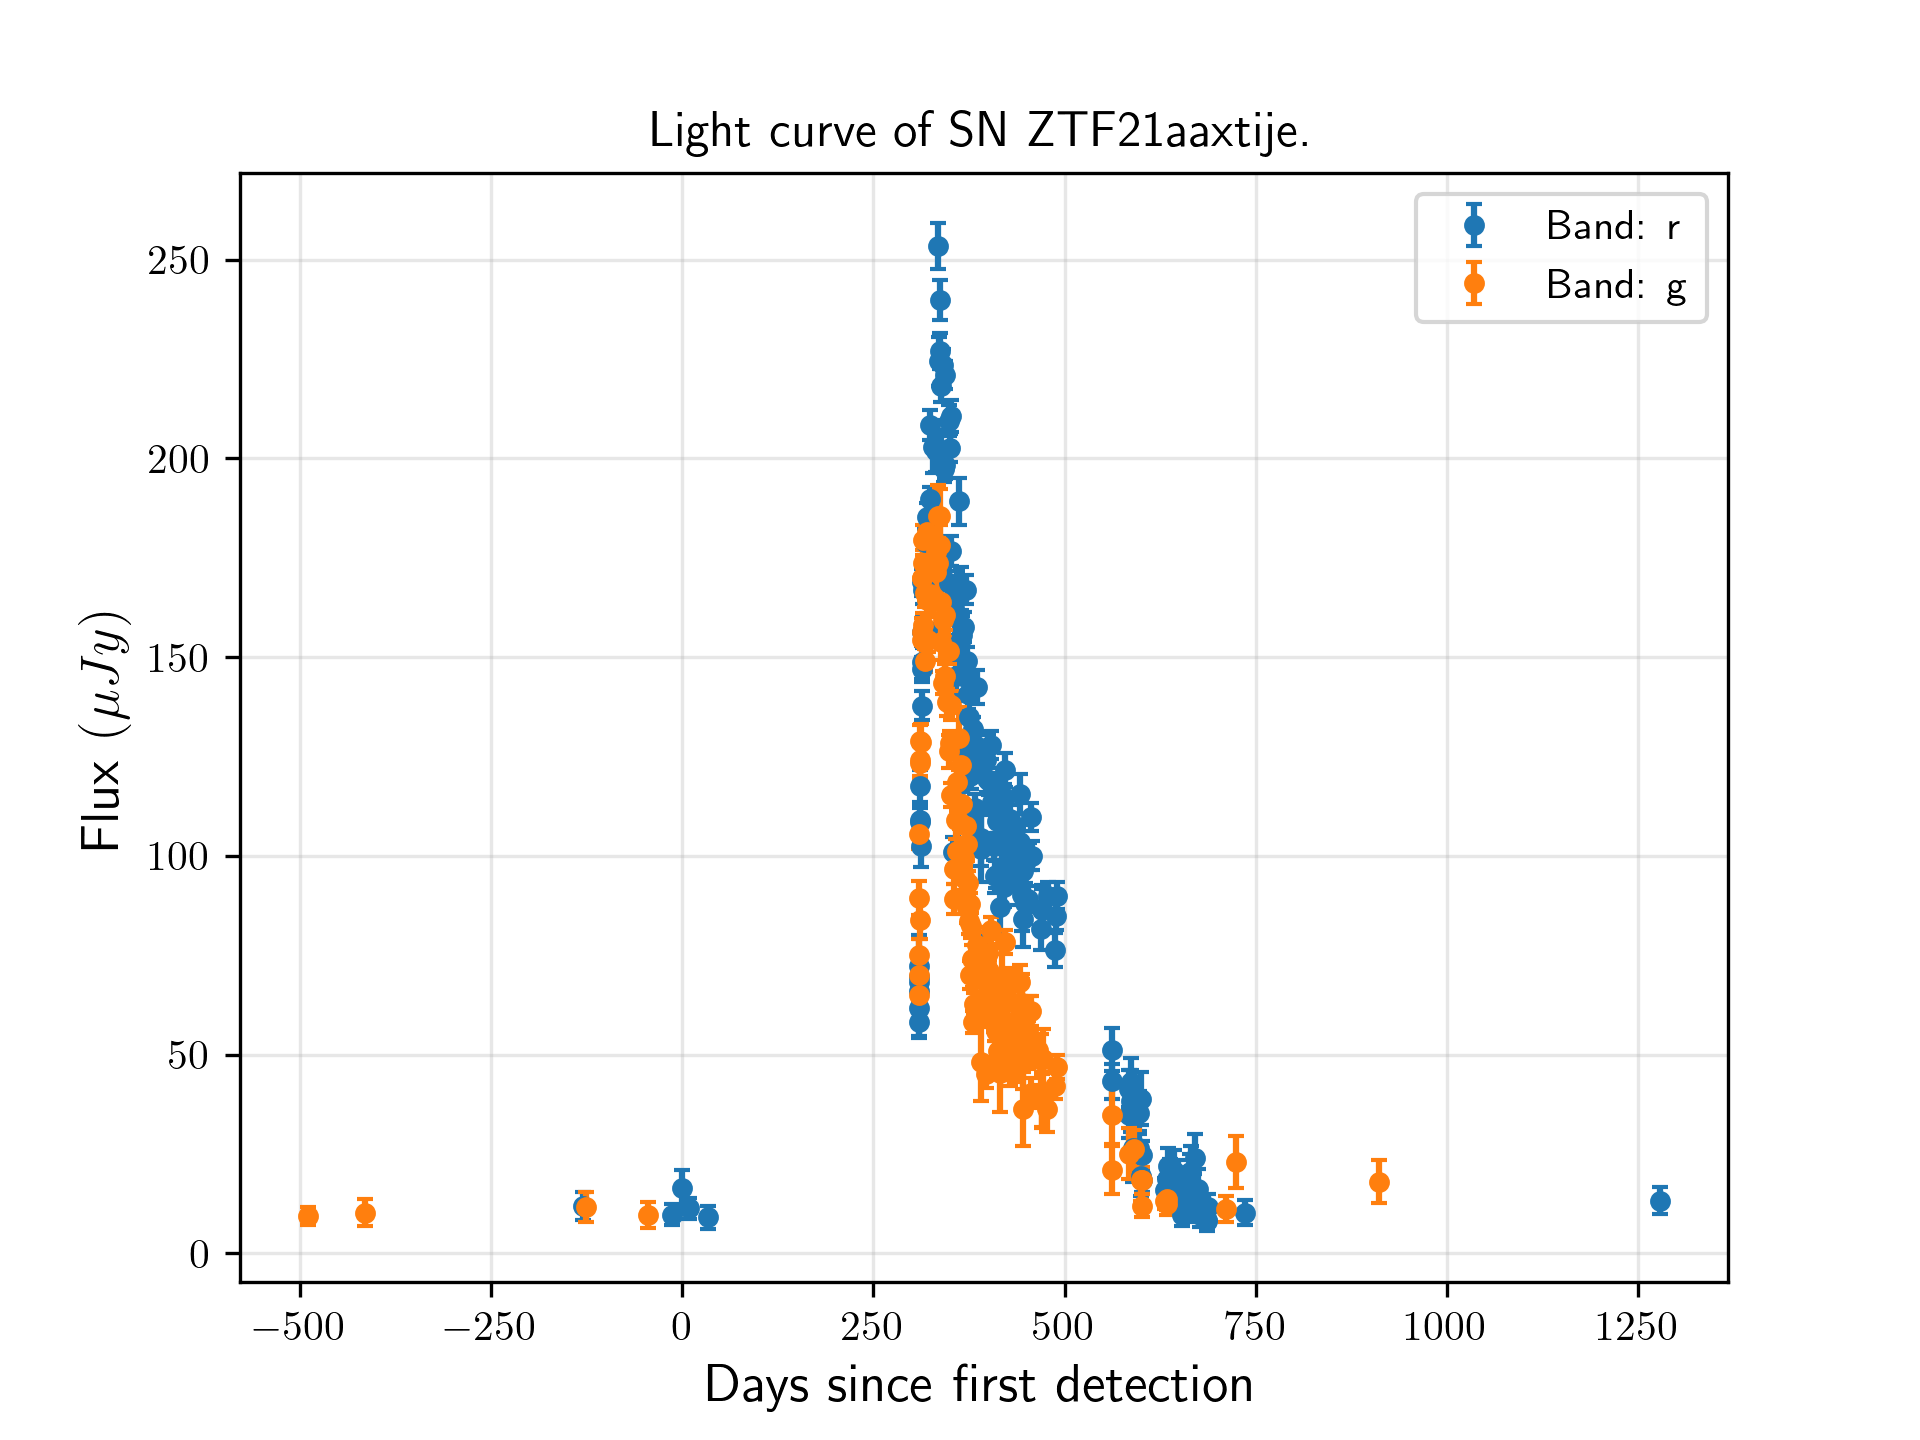 Light curve of SN ZTF21aaxtije.
Band: r
Band: g
Flux (μJy)
250
200
150
100
50
0
−500 −250 0 250 500 750 1000 1250
Days since first detection